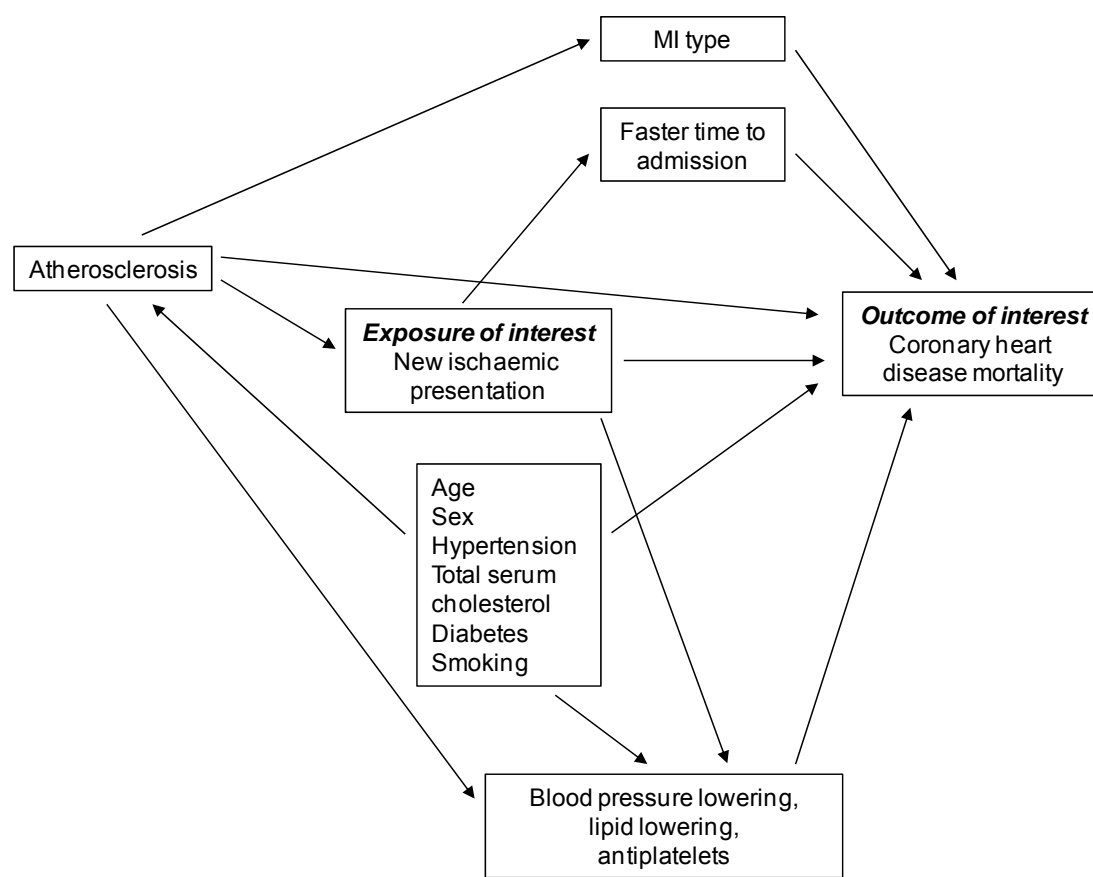 MI type
Faster time to
admission
Atherosclerosis
Exposure of interest
New ischaemic
presentation
Outcome of interest
Coronary heart
disease mortality
Age
Sex
Hypertension
Total serum
cholesterol
Diabetes
Smoking
Blood pressure lowering,
lipid lowering,
antiplatelets